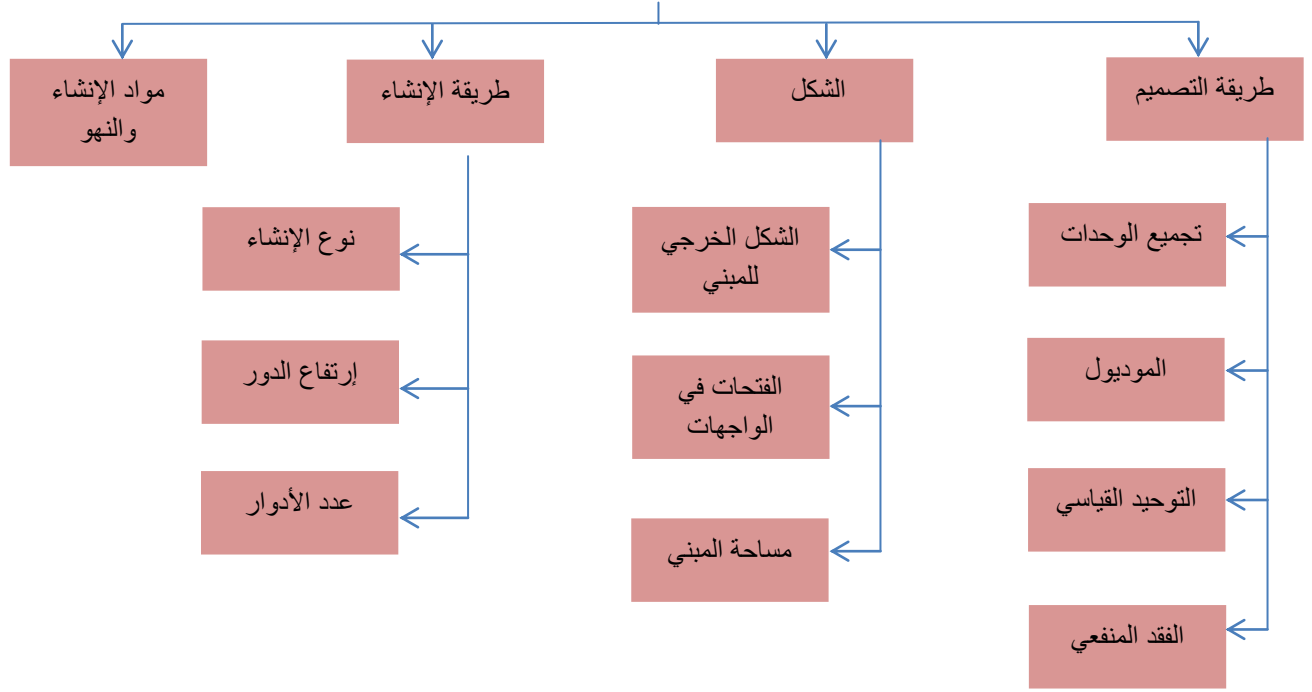 طريقة التصميم
الشكل
طريقة الإنشاء
مواد الإنشاء
والنهو
تجميع الوحدات
الموديول
التوحيد القياسي
الفقد المنفعي
الشكل الخرجي
للمبني
الفتحات في
الواجهات
مساحة المبني
نوع الإنشاء
إرتفاع الدور
عدد الأدوار